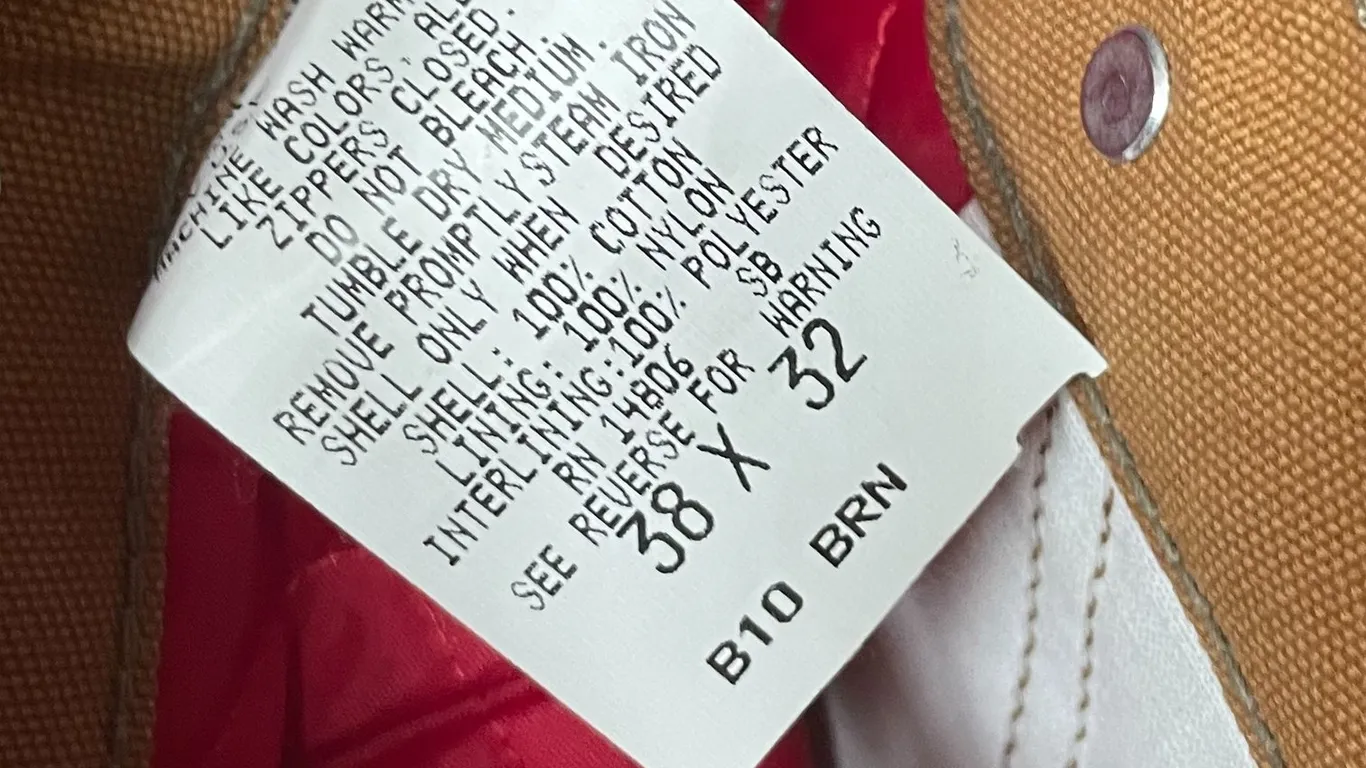 WASH WARM
LIKE COLORS. ALL
ZIPPERS CLOSED.
DO NOT BLEACH.
TUMBLE DRY MEDIUM.
REMOVE PROMPTLY STEAM IRON
SHELL ONLY WHEN DESIRED
SHELL: 100% COTTON
LINING: 100% NYLON
INTERLINING:100% POLYESTER
RN 14806 SB
SEE REVERSE FOR WARNING
38 X 32
B10 BRN